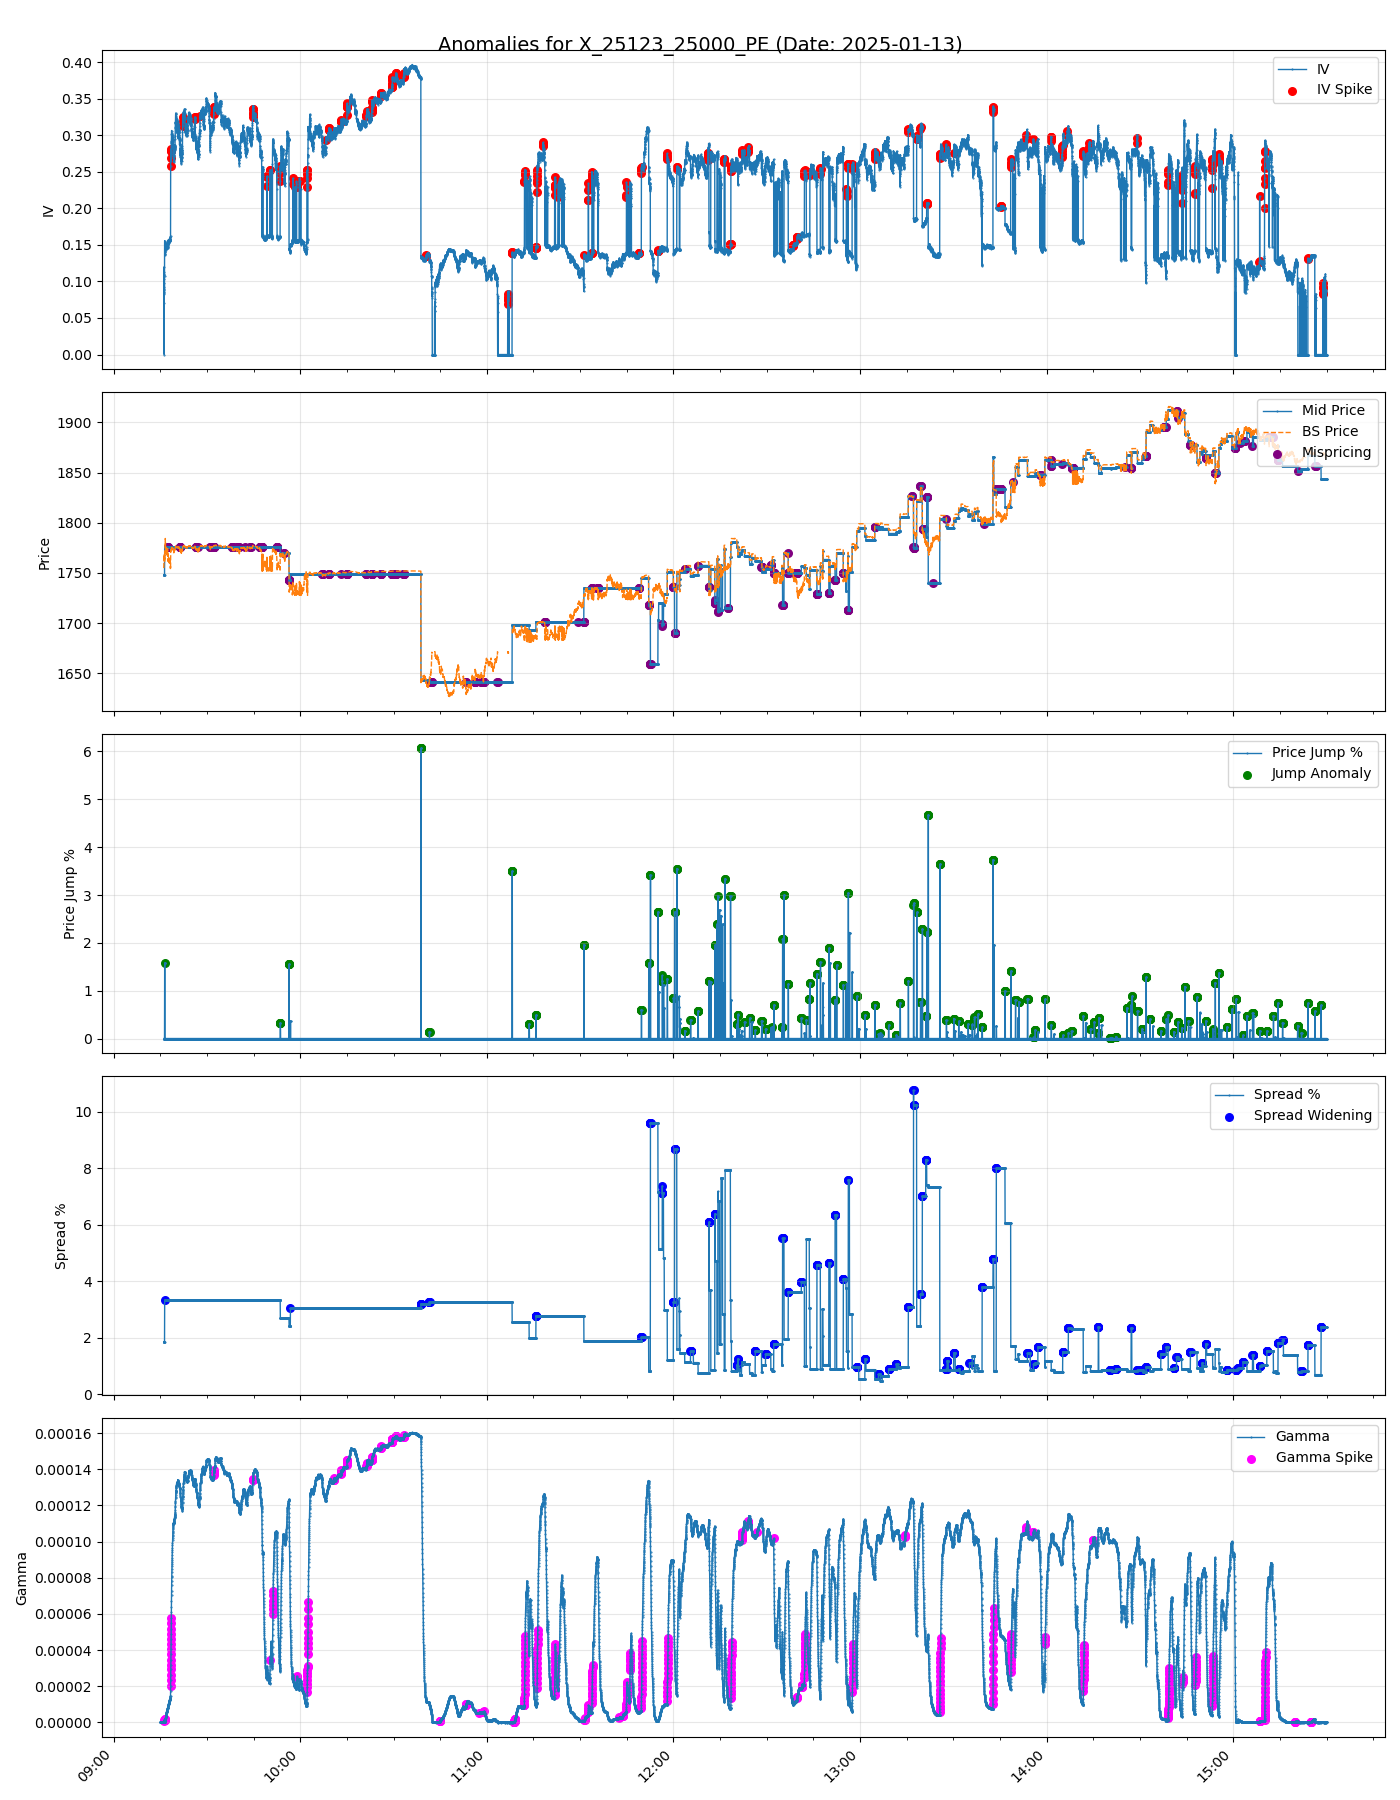 Anomalies for X_25123_25000_PE (Date: 2025-01-13)
IV
IV Spike
0.40
0.35
0.30
0.25
0.20
0.15
0.10
0.05
0.00
IV
Mid Price
BS Price
Mispricing
1900
1850
1800
1750
1700
1650
Price
Price Jump %
Jump Anomaly
6
5
4
3
2
1
0
Price Jump %
Spread %
Spread Widening
10
8
6
4
2
0
Spread %
Gamma
Gamma Spike
0.00016
0.00014
0.00012
0.00010
0.00008
0.00006
0.00004
0.00002
0.00000
Gamma
09:00
10:00
11:00
12:00
13:00
14:00
15:00